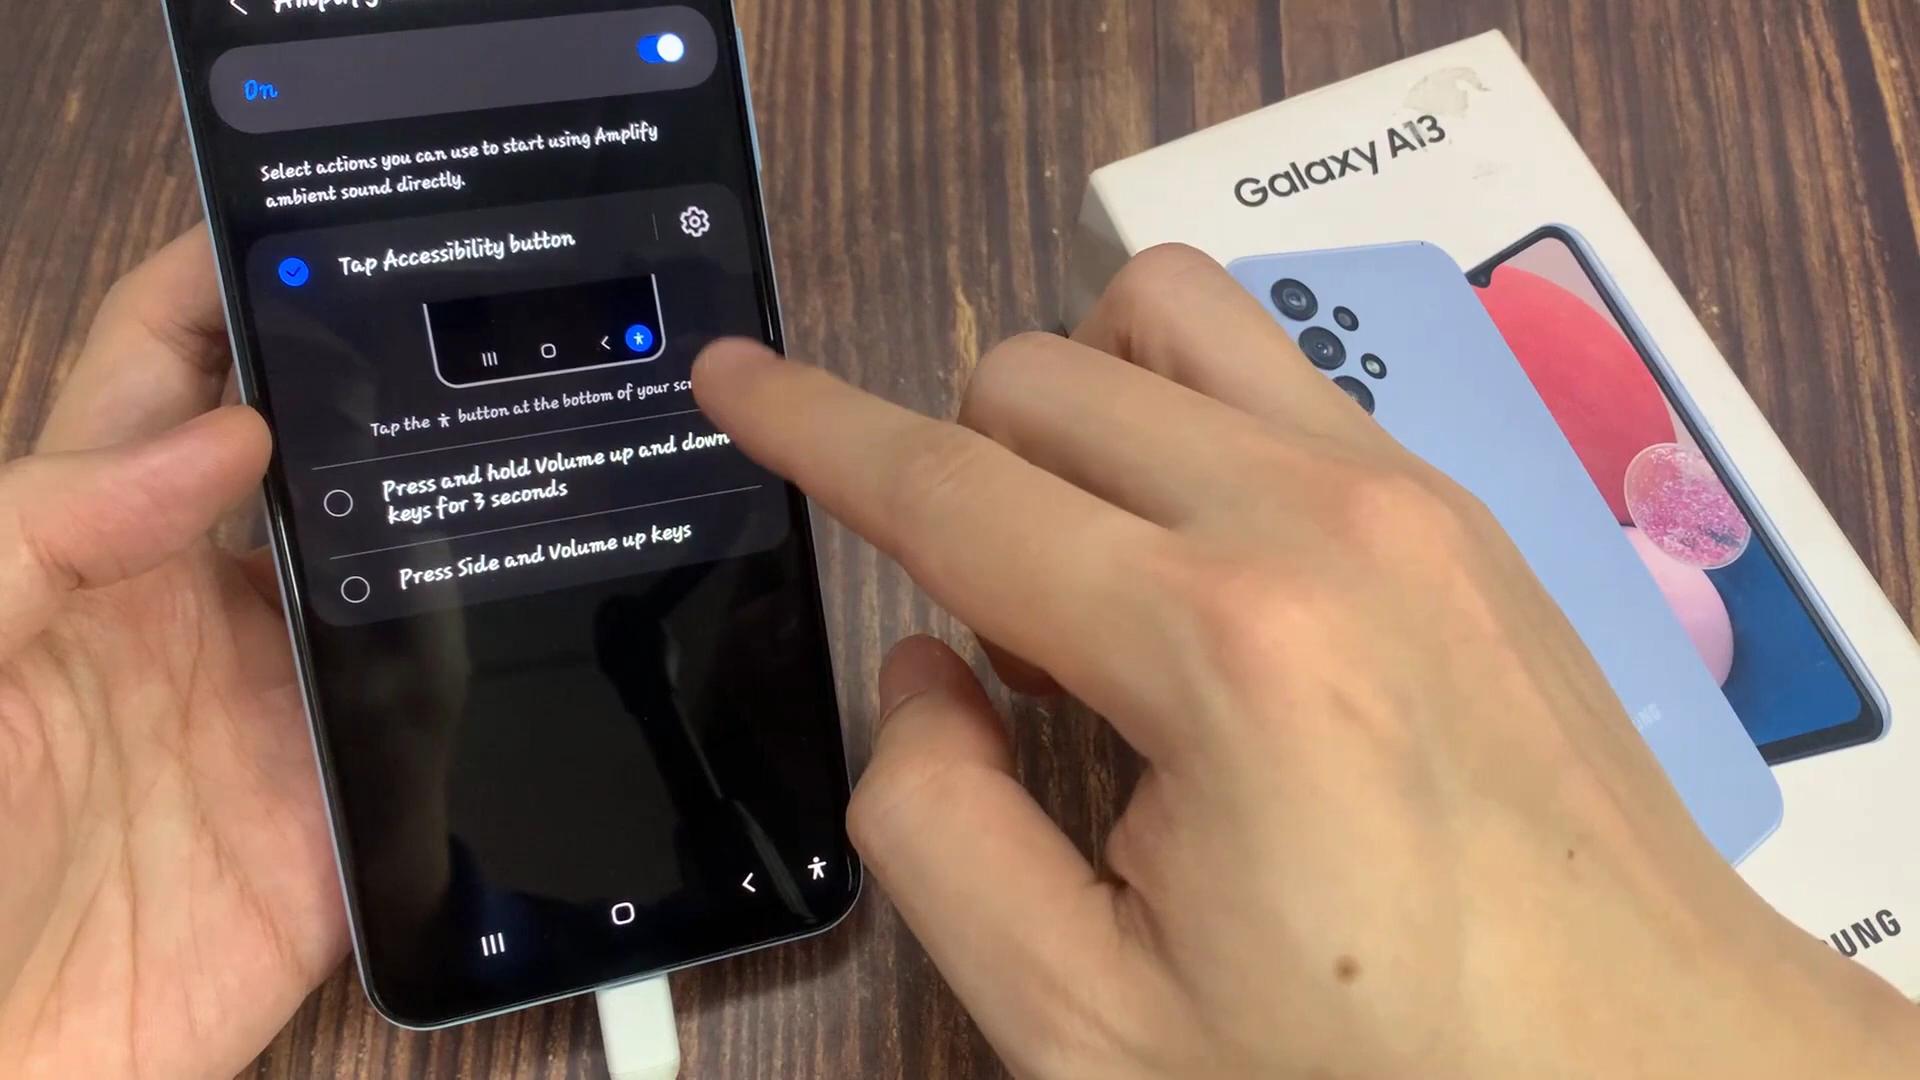 Amplify
On
Select actions you can use to start using Amplify
ambient sound directly.
Tap Accessibility button
Tap the button at the bottom of your
Press and hold Volume up and down
keys for 3 seconds
Press Side and Volume up keys
Galaxy A13